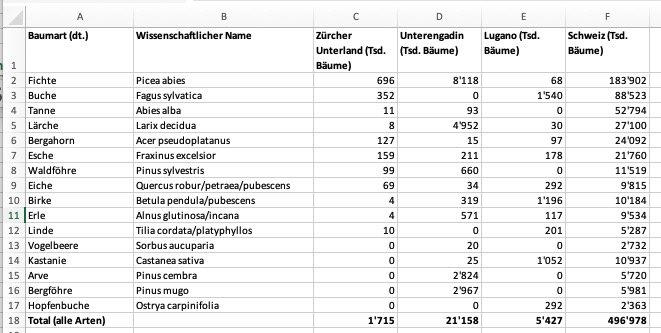 A B C D E F
1 Baumart (dt.) Wissenschaftlicher Name Zürcher Unterland (Tsd. Bäume) Unterengadin (Tsd. Bäume) Lugano (Tsd. Bäume) Schweiz (Tsd. Bäume)
2 Fichte Picea abies 696 8'118 68 183'902
3 Buche Fagus sylvatica 352 0 1'540 88'523
4 Tanne Abies alba 11 93 0 52'794
5 Lärche Larix decidua 8 4'952 30 27'100
6 Bergahorn Acer pseudoplatanus 127 15 97 24'092
7 Esche Fraxinus excelsior 159 211 178 21'760
8 Waldföhre Pinus sylvestris 99 660 0 11'519
9 Eiche Quercus robur/petraea/pubescens 69 34 292 9'815
10 Birke Betula pendula/pubescens 4 319 1'196 10'184
11 Erle Alnus glutinosa/incana 4 571 117 9'534
12 Linde Tilia cordata/platyphyllos 10 0 201 5'287
13 Vogelbeere Sorbus aucuparia 0 20 0 2'732
14 Kastanie Castanea sativa 0 25 1'052 10'937
15 Arve Pinus cembra 0 2'824 0 5'720
16 Bergföhre Pinus mugo 0 2'967 0 5'981
17 Hopfenbuche Ostrya carpinifolia 0 0 292 2'363
18 Total (alle Arten) 1'715 21'158 5'427 496'978